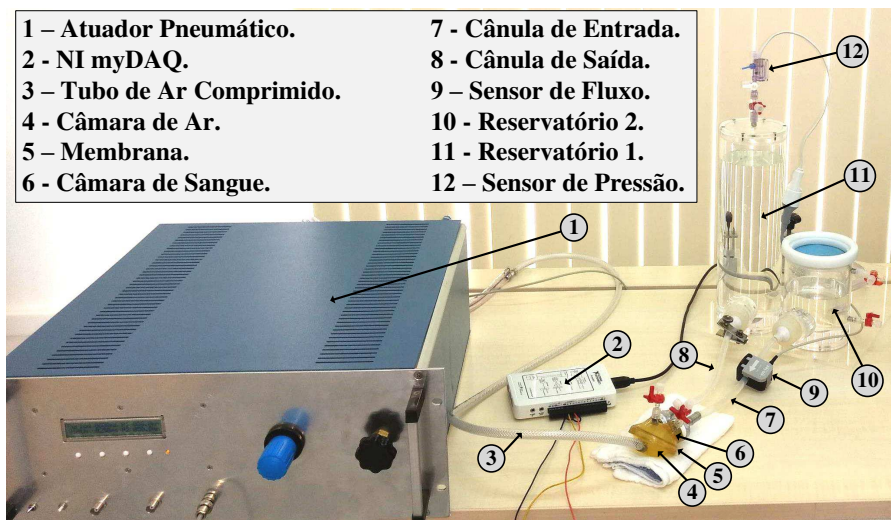 1 – Atuador Pneumático.
2 - NI myDAQ.
3 – Tubo de Ar Comprimido.
4 - Câmara de Ar.
5 – Membrana.
6 - Câmara de Sangue.
7 - Cânula de Entrada.
8 - Cânula de Saída.
9 – Sensor de Fluxo.
10 - Reservatório 2.
11 - Reservatório 1.
12 – Sensor de Pressão.
12
11
1
2
8
10
9
7
3
6
5
4